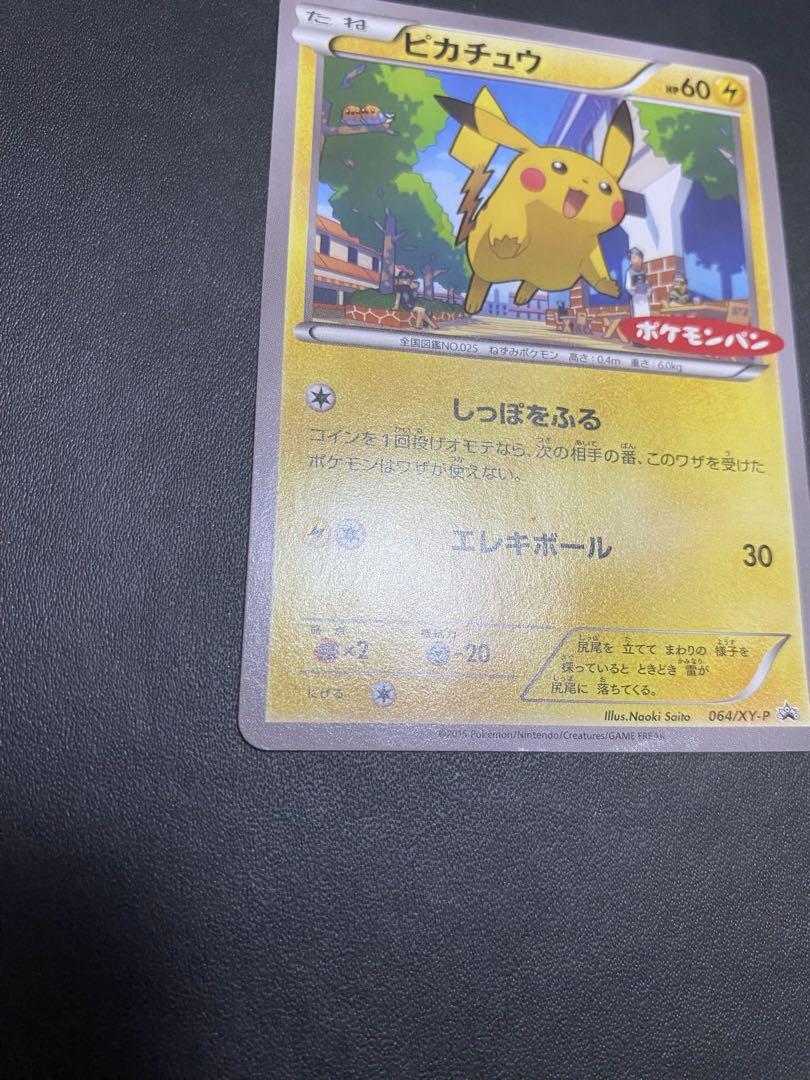 たね
ピカチュウ
HP60
ポケモンパン
全国図鑑NO.025 ねずみポケモン 高さ：0.4m 重さ：6.0kg
しっぽをふる
コインを1回投げオモテなら、次の相手の番、このワザを受けた
ポケモンはワザが使えない。
エレキボール 30
弱点 抵抗力
×2 -20
にげる
尻尾を 立てて まわりの 様子を
探っていると ときどき 雷が
尻尾に 落ちてくる。
Illus.Naoki Saito 064/XY-P
©2015 Pokémon/Nintendo/Creatures/GAME FREAK